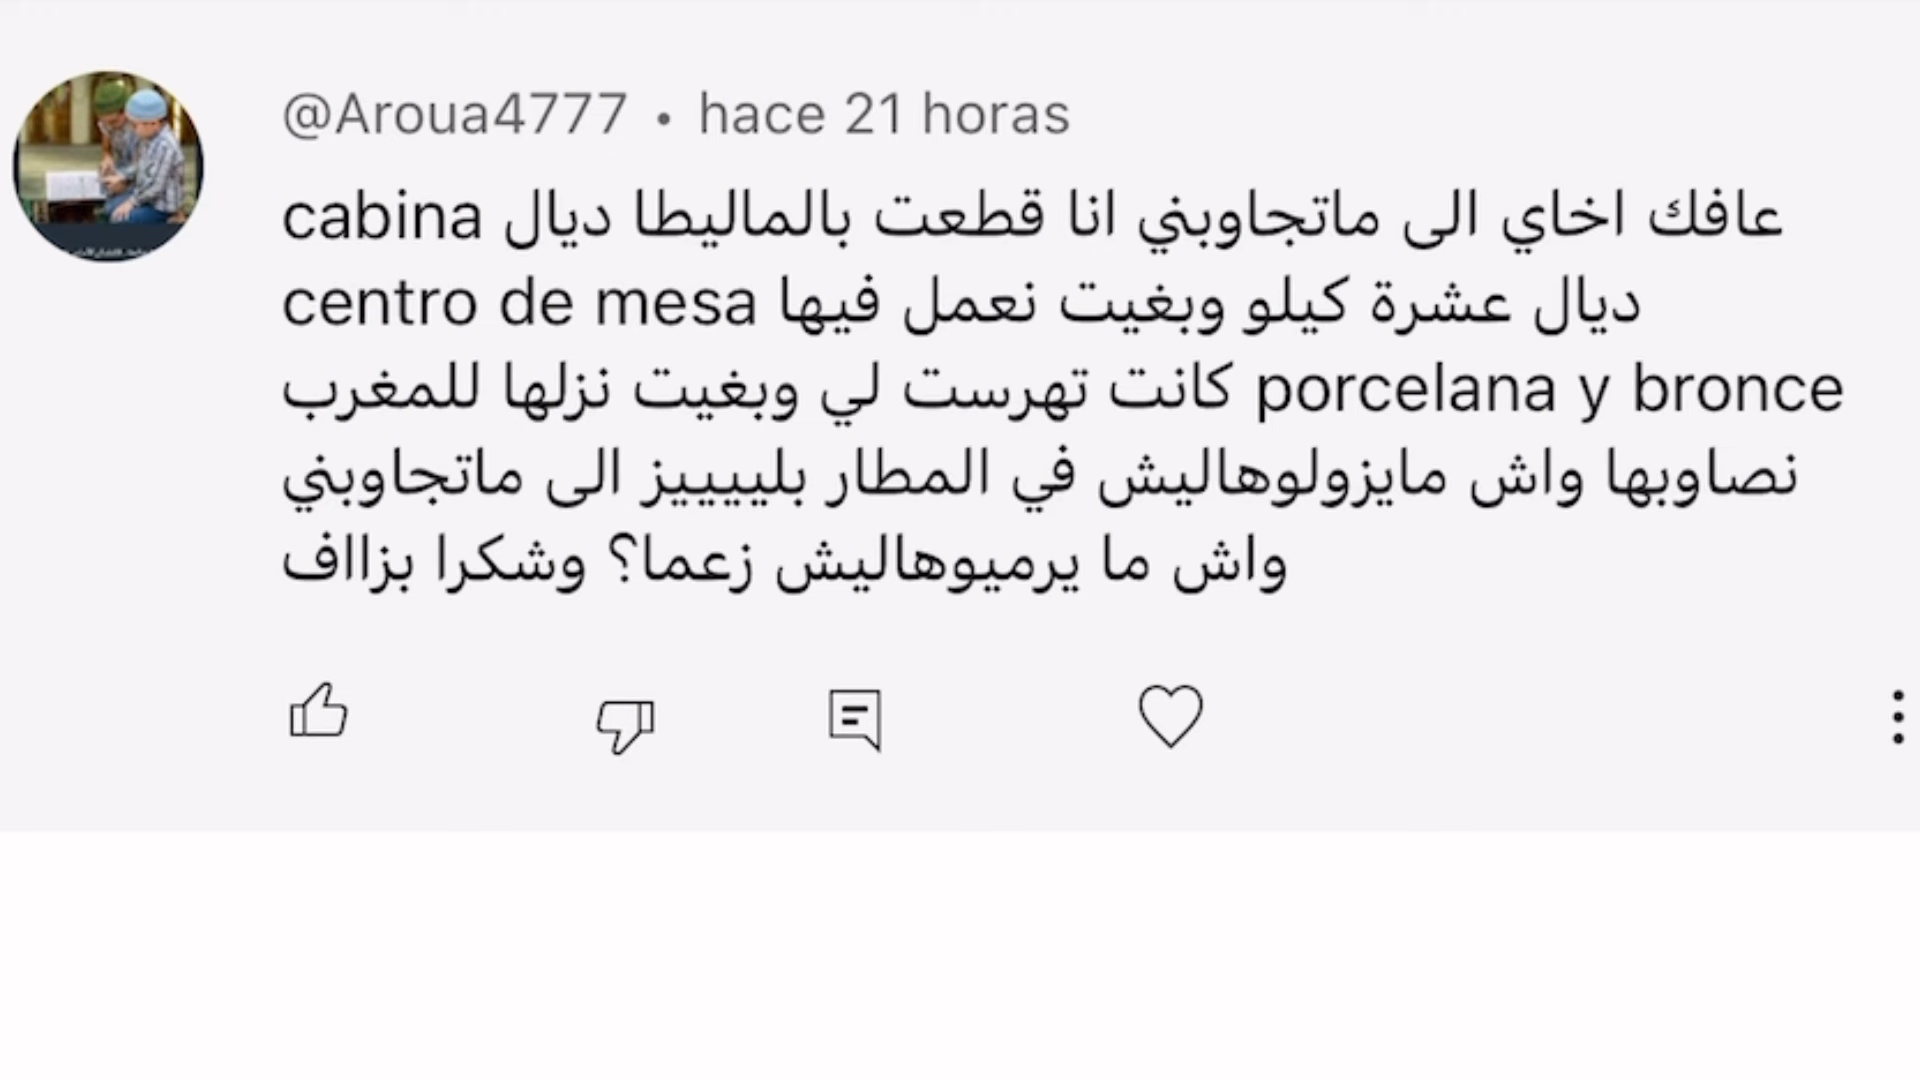 @Aroua4777 • hace 21 horas
عافك اخاي الى ماتجاوبني انا قطعت بالماليطا ديال cabina
ديال عشرة كيلو وبغيت نعمل فيها centro de mesa
porcelana y bronce كانت تهرست لي وبغيت نزلها للمغرب
نصاوبها واش مايزولوهاليش في المطار بلييييز الى ماتجاوبني
واش ما يرميوهاليش زعما؟ وشكرا بزااف